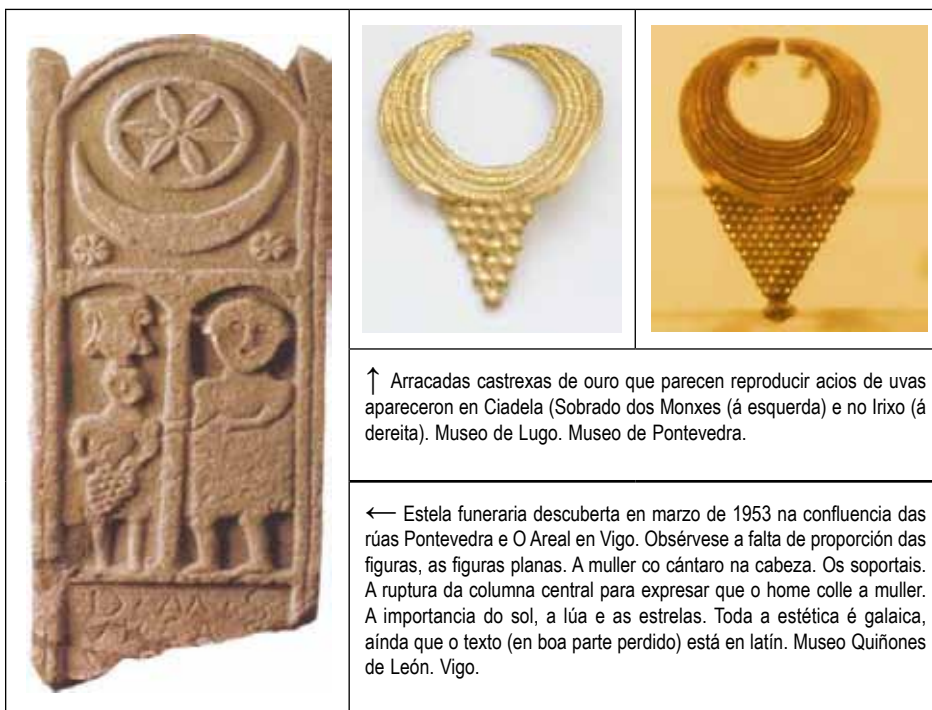 ↑ Arracadas castrexas de ouro que parecen reproducir acios de uvas
apareceron en Ciadela (Sobrado dos Monxes (á esquerda) e no Irixo (á
dereita). Museo de Lugo. Museo de Pontevedra.
← Estela funeraria descuberta en marzo de 1953 na confluencia das
rúas Pontevedra e O Areal en Vigo. Obsérvese a falta de proporción das
figuras, as figuras planas. A muller co cántaro na cabeza. Os soportais.
A ruptura da columna central para expresar que o home colle a muller.
A importancia do sol, a lúa e as estrelas. Toda a estética é galaica,
aínda que o texto (en boa parte perdido) está en latín. Museo Quiñones
de León. Vigo.